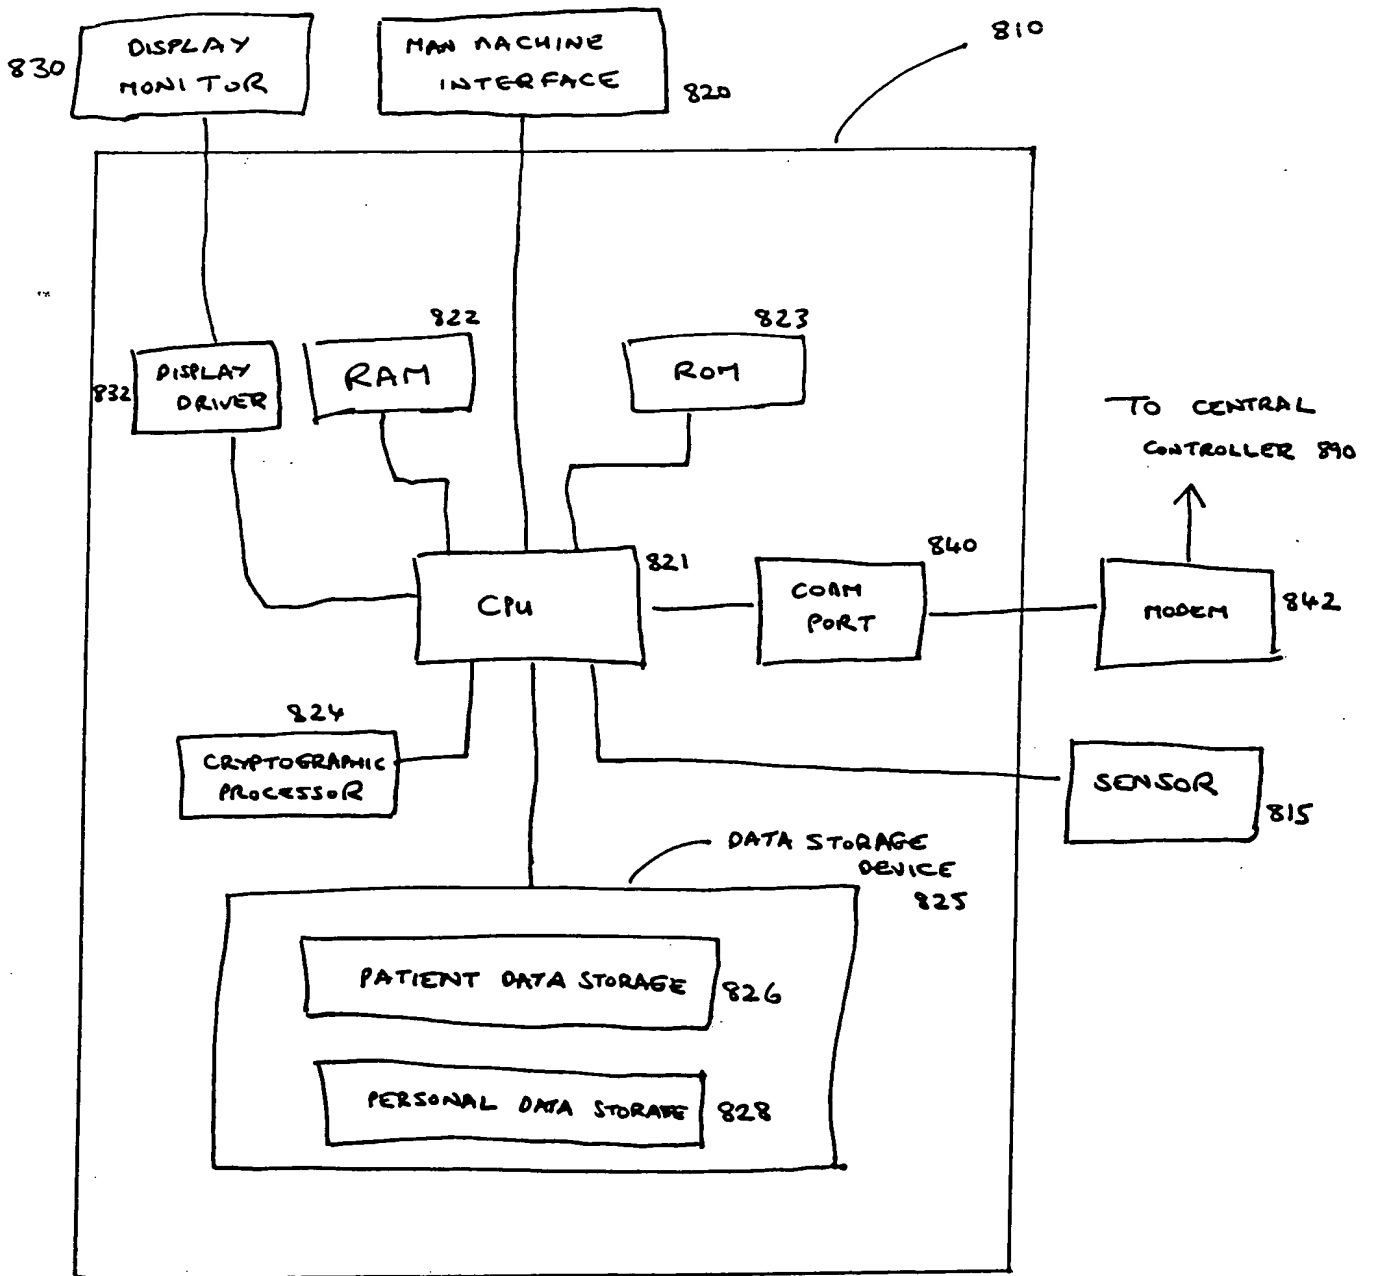 810
830
DISPLAY
MONITOR
MAN MACHINE
INTERFACE
820
822
823
832
DISPLAY
DRIVER
RAM
ROM
TO CENTRAL
CONTROLLER 890
821
CPU
840
COMM
PORT
MODEM
842
824
CRYPTOGRAPHIC
PROCESSOR
SENSOR
815
DATA STORAGE
DEVICE
825
PATIENT DATA STORAGE
826
PERSONAL DATA STORAGE
828